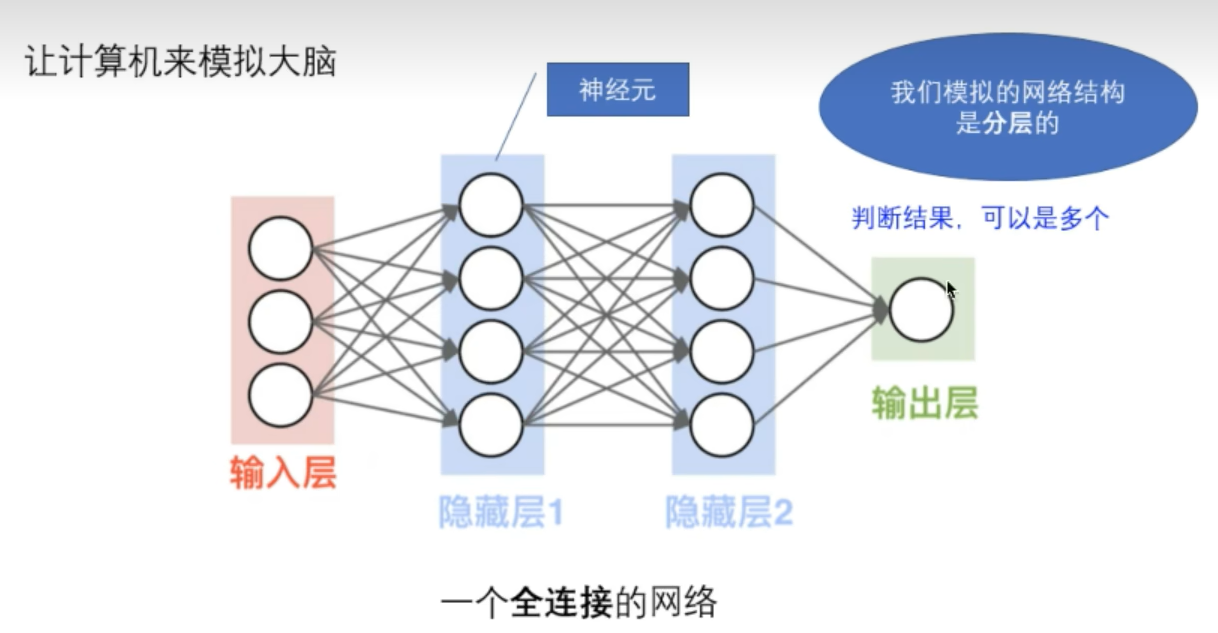 让计算机来模拟大脑
神经元
我们模拟的网络结构
是分层的
判断结果，可以是多个
输入层
隐藏层1
隐藏层2
输出层
一个全连接的网络